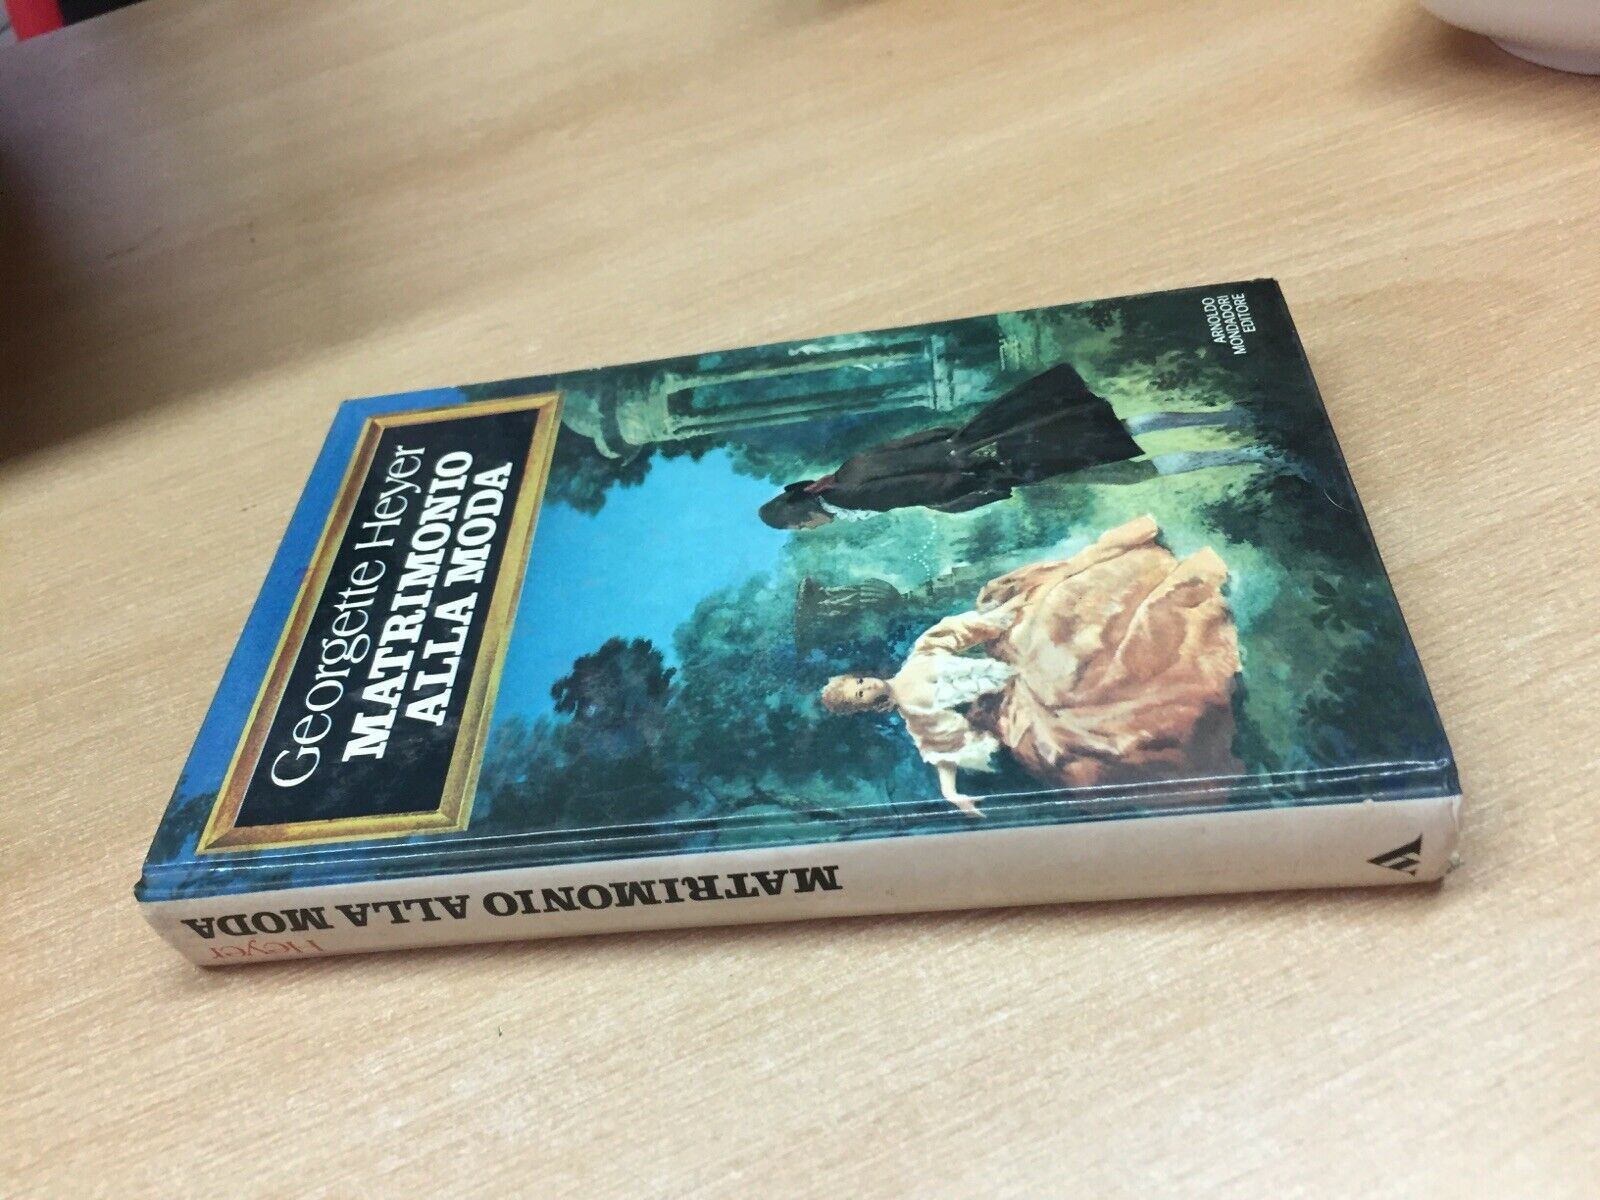 Georgette Heyer
MATRIMONIO
ALLA MODA
ARNOLDO
MONDADORI
EDITORE
Heyer
MATRIMONIO ALLA MODA